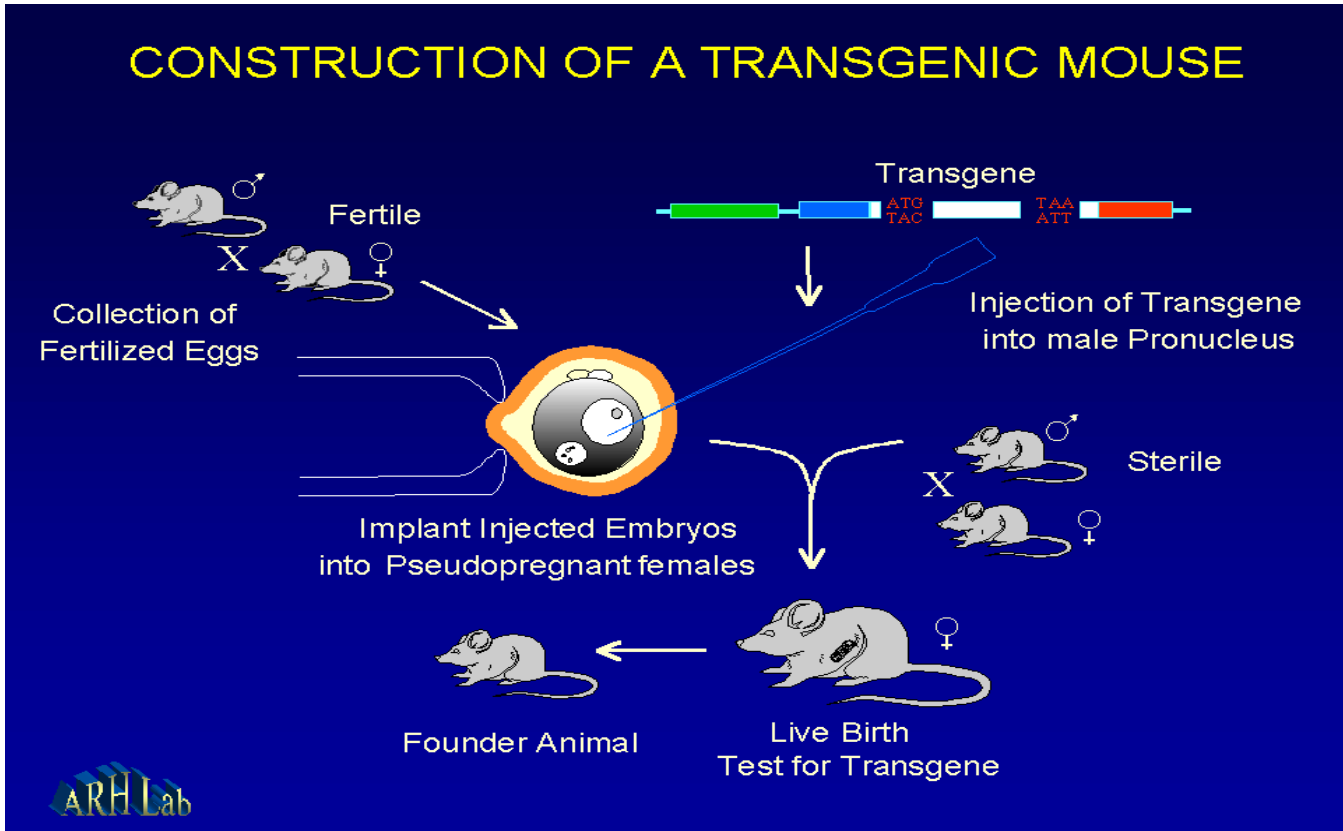 CONSTRUCTION OF A TRANSGENIC MOUSE
Transgene
ATG TAA
TAC ATT
♂
Fertile
X ♀
Collection of
Fertilized Eggs
Injection of Transgene
into male Pronucleus
♂
Sterile
X
♀
Implant Injected Embryos
into Pseudopregnant females
♀
Founder Animal
Live Birth
Test for Transgene
ARH Lab